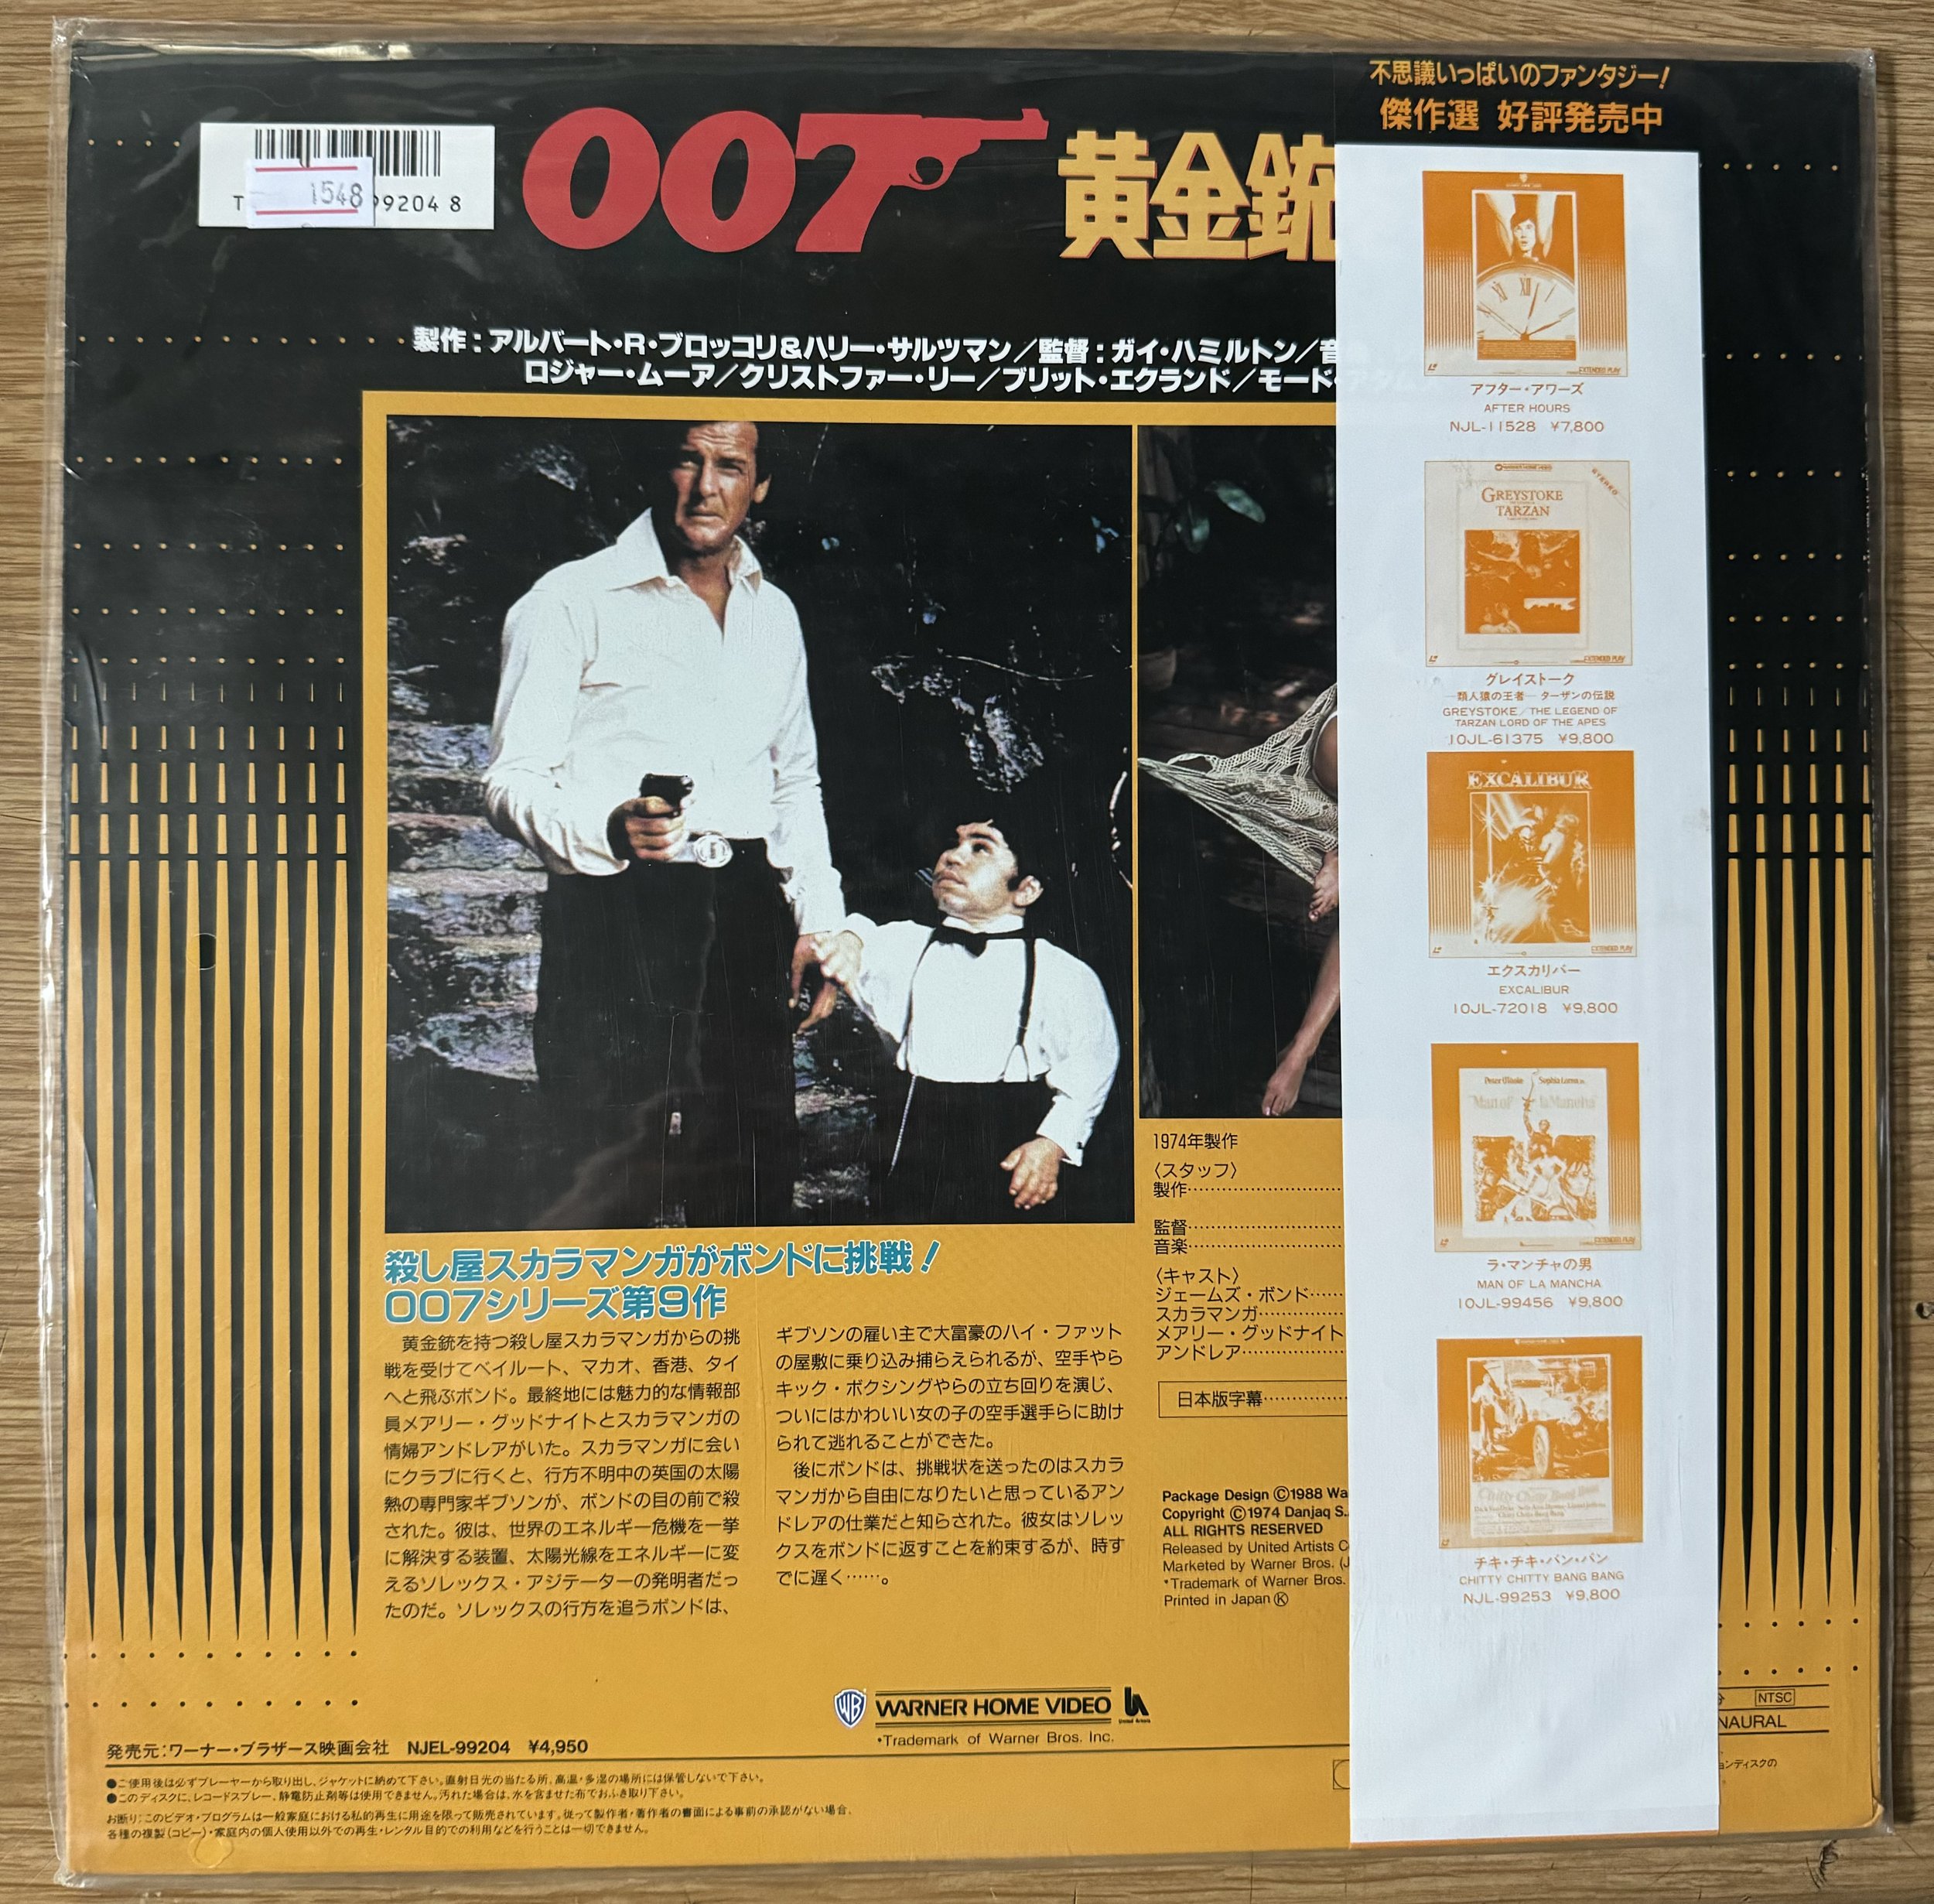 不思議いっぱいのファンタジー!
傑作選 好評発売中
1548
T 99204 8
007 黄金銃
製作:アルバート・R・ブロッコリ&ハリー・サルツマン/監督:ガイ・ハミルトン/音
ロジャー・ムーア/クリストファー・リー/ブリット・エクランド/モード・アダム
殺し屋スカラマンガがボンドに挑戦!
007シリーズ第9作
黄金銃を持つ殺し屋スカラマンガからの挑
戦を受けてベイルート、マカオ、香港、タイ
へと飛ぶボンド。最終地には魅力的な情報部
員メアリー・グッドナイトとスカラマンガの
情婦アンドレアがいた。スカラマンガに会い
にクラブに行くと、行方不明中の英国の太陽
熱の専門家ギブソンが、ボンドの目の前で殺
された。彼は、世界のエネルギー危機を一挙
に解決する装置、太陽光線をエネルギーに変
えるソレックス・アジテーターの発明者だっ
たのだ。ソレックスの行方を追うボンドは、
ギブソンの雇い主で大富豪のハイ・ファット
の屋敷に乗り込み捕らえられるが、空手やら
キック・ボクシングやらの立ち回りを演じ、
ついにはかわいい女の子の空手選手らに助け
られて逃れることができた。
後にボンドは、挑戦状を送ったのはスカラ
マンガから自由になりたいと思っているアン
ドレアの仕業だと知らされた。彼女はソレッ
クスをボンドに返すことを約束するが、時す
でに遅く……。
1974年製作
〈スタッフ〉
製作
監督
音楽
〈キャスト〉
ジェームズ・ボンド
スカラマンガ
メアリー・グッドナイト
アンドレア
日本版字幕
Package Design ©1988 Wa
Copyright ©1974 Danjaq S.
ALL RIGHTS RESERVED
Released by United Artists C
Marketed by Warner Bros. (J
*Trademark of Warner Bros.
Printed in Japan Ⓚ
WB WARNER HOME VIDEO
United Artists
*Trademark of Warner Bros. Inc.
発売元:ワーナー・ブラザース映画会社 NJEL-99204 ¥4,950
●ご使用後は必ずプレーヤーから取り出し、ジャケットに納めて下さい。直射日光の当たる所、高温・多湿の場所には保管しないで下さい。
●このディスクに、レコードスプレー、静電防止剤等は使用できません。汚れた場合は、水を含ませた布でおふき取り下さい。
お断り:このビデオ・プログラムは一般家庭における私的再生に用途を限って販売されています。従って製作者・著作者の書面による事前の承認がない場合、
各種の複製(コピー)・家庭内の個人使用以外での再生・レンタル目的での利用などを行うことは一切できません。
EXTENDED PLAY
アフター・アワーズ
AFTER HOURS
NJL-11528 ¥7,800
WARNER HOME VIDEO
STEREO
GREYSTOKE
TARZAN
EXTENDED PLAY
グレイストーク
—類人猿の王者— ターザンの伝説
GREYSTOKE/THE LEGEND OF
TARZAN LORD OF THE APES
10JL-61375 ¥9,800
EXCALIBUR
EXTENDED PLAY
エクスカリバー
EXCALIBUR
10JL-72018 ¥9,800
Peter O'Toole Sophia Loren
"Man of la Mancha"
EXTENDED PLAY
ラ・マンチャの男
MAN OF LA MANCHA
10JL-99456 ¥9,800
Chitty Chitty Bang Bang
チキ・チキ・バン・バン
CHITTY CHITTY BANG BANG
NJL-99253 ¥9,800
分 NTSC
NAURAL
ョンディスクの